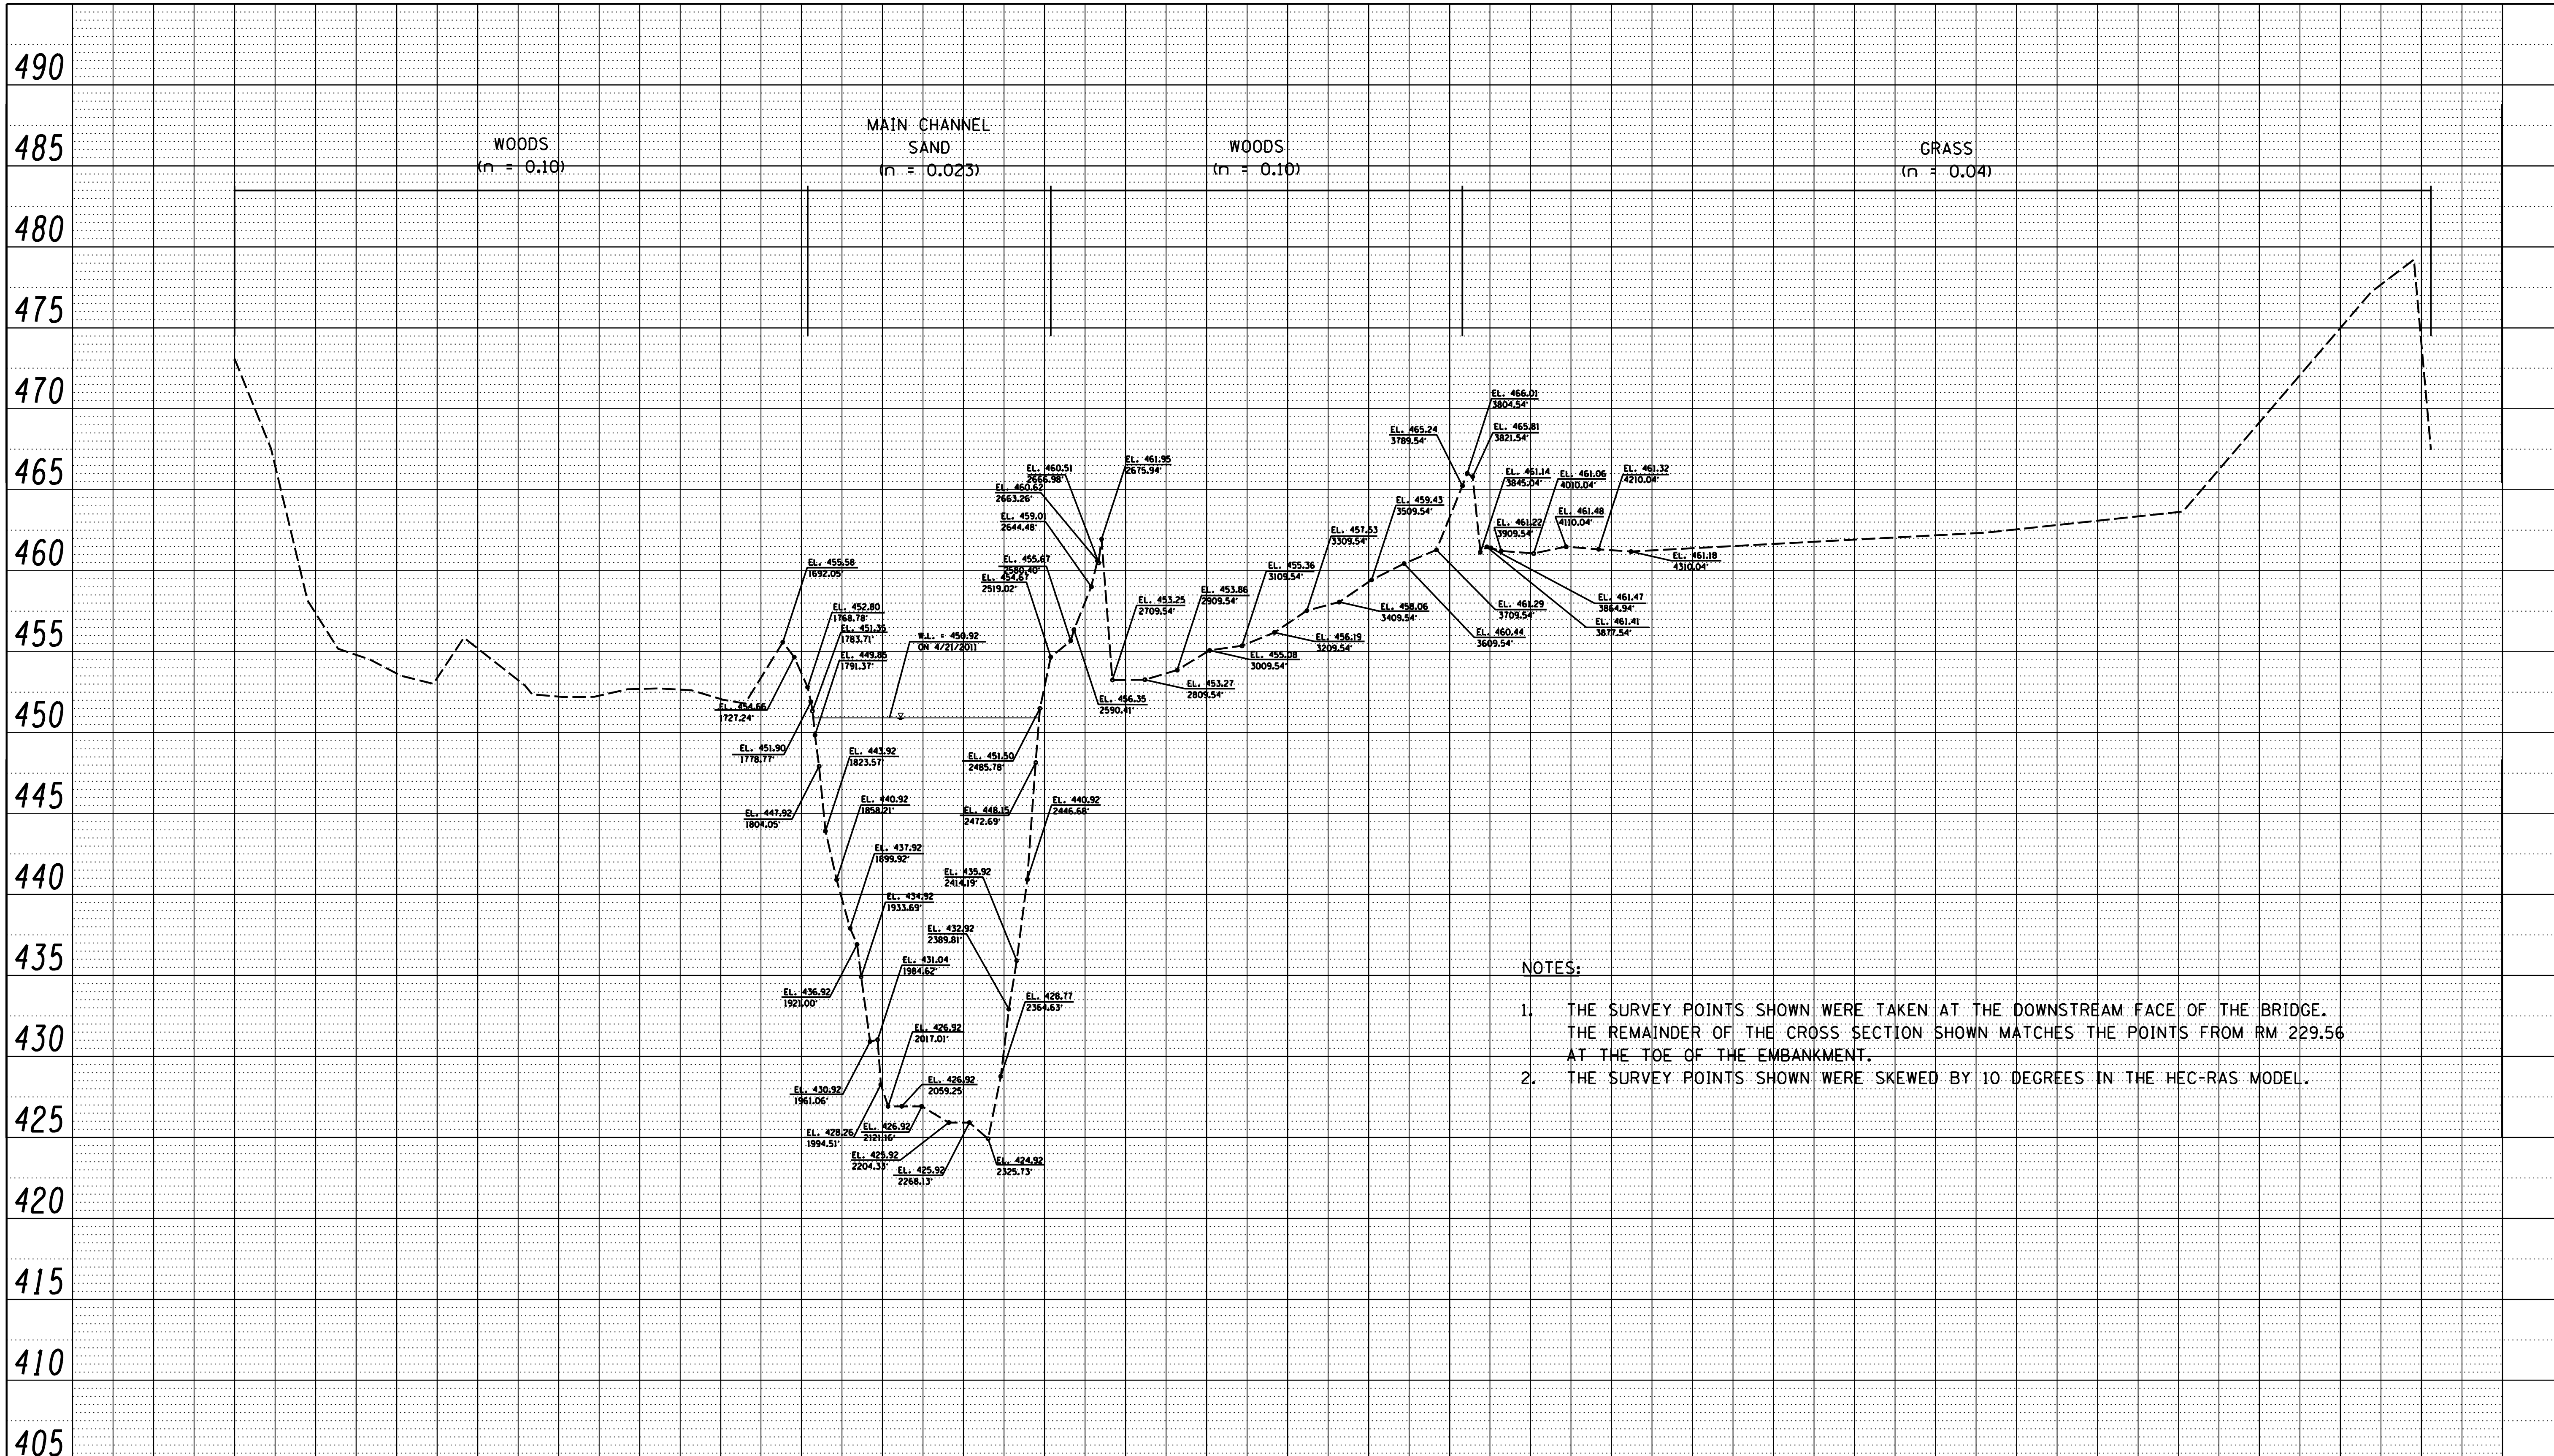 490
485
480
475
470
465
460
455
450
445
440
435
430
425
420
415
410
405
WOODS
(n = 0.10)
MAIN CHANNEL
SAND
(n = 0.023)
WOODS
(n = 0.10)
GRASS
(n = 0.04)
EL. 455.58
1692.05'
EL. 454.66
1727.24'
EL. 452.80
1768.78'
EL. 451.90
1778.77'
EL. 451.35
1783.71'
EL. 449.85
1791.37'
W.L. = 450.92
ON 4/21/2011
EL. 447.92
1804.05'
EL. 443.92
1823.57'
EL. 440.92
1858.21'
EL. 437.92
1899.92'
EL. 436.92
1921.00'
EL. 434.92
1933.69'
EL. 430.92
1961.06'
EL. 431.04
1984.62'
EL. 428.26
1994.51'
EL. 426.92
2017.01'
EL. 426.92
2059.25
EL. 426.92
2121.16'
EL. 425.92
2204.33'
EL. 425.92
2268.13'
EL. 424.92
2325.73'
EL. 428.77
2364.63'
EL. 432.92
2389.81'
EL. 435.92
2414.19'
EL. 440.92
2446.68'
EL. 448.15
2472.69'
EL. 451.50
2485.78'
EL. 454.67
2519.02'
EL. 455.67
2580.40'
EL. 456.35
2590.41'
EL. 459.01
2644.48'
EL. 460.62
2663.26'
EL. 460.51
2666.98'
EL. 461.95
2675.94'
EL. 453.25
2709.54'
EL. 453.27
2809.54'
EL. 453.86
2909.54'
EL. 455.08
3009.54'
EL. 455.36
3109.54'
EL. 456.19
3209.54'
EL. 457.53
3309.54'
EL. 458.06
3409.54'
EL. 459.43
3509.54'
EL. 460.44
3609.54'
EL. 461.29
3709.54'
EL. 465.24
3789.54'
EL. 466.01
3804.54'
EL. 465.81
3821.54'
EL. 461.14
3845.04'
EL. 461.47
3864.94'
EL. 461.41
3877.54'
EL. 461.22
3909.54'
EL. 461.06
4010.04'
EL. 461.48
4110.04'
EL. 461.32
4210.04'
EL. 461.18
4310.04'
NOTES:
1. THE SURVEY POINTS SHOWN WERE TAKEN AT THE DOWNSTREAM FACE OF THE BRIDGE.
THE REMAINDER OF THE CROSS SECTION SHOWN MATCHES THE POINTS FROM RM 229.56
AT THE TOE OF THE EMBANKMENT.
2. THE SURVEY POINTS SHOWN WERE SKEWED BY 10 DEGREES IN THE HEC-RAS MODEL.